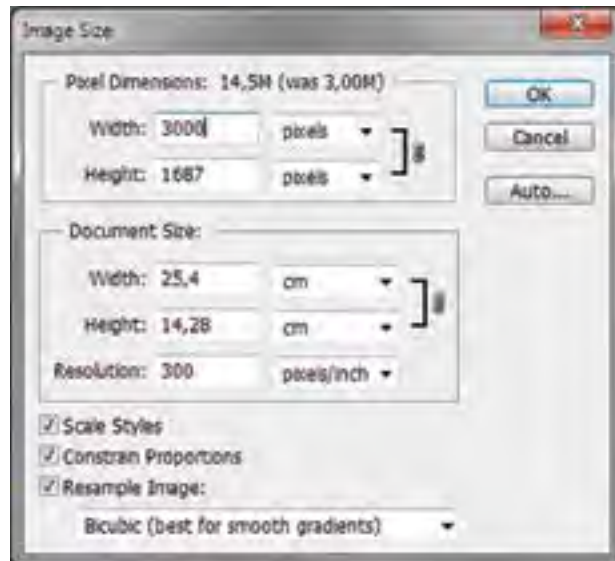 Image Size
Pixel Dimensions: 14,5M (was 3,00M)
Width: 3000 pixels
Height: 1687 pixels
OK
Cancel
Auto...
Document Size:
Width: 25,4 cm
Height: 14,28 cm
Resolution: 300 pixels/inch
Scale Styles
Constrain Proportions
Resample Image:
Bicubic (best for smooth gradients)